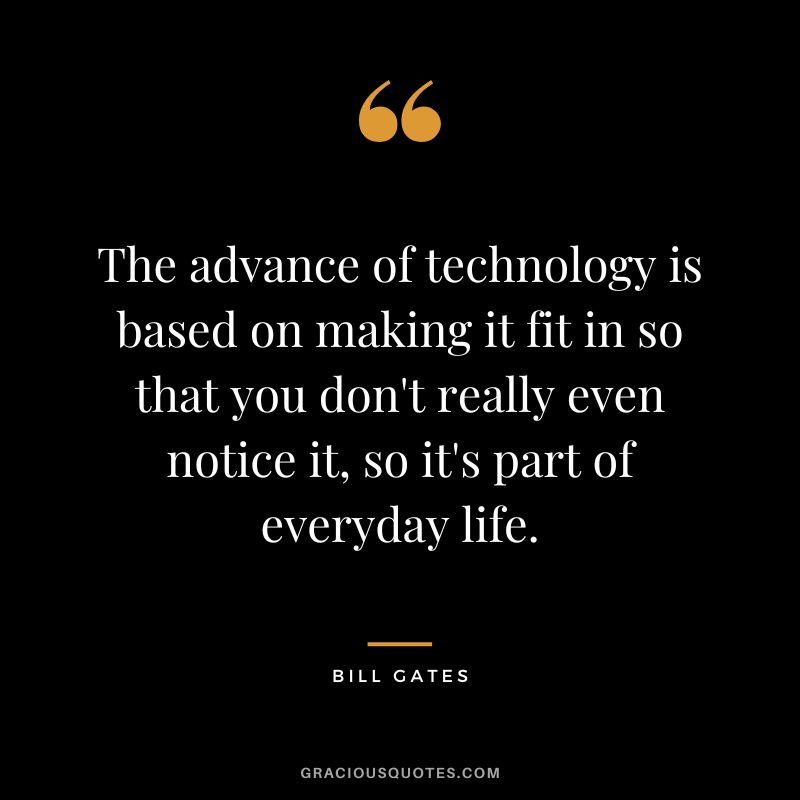 “
The advance of technology is
based on making it fit in so
that you don't really even
notice it, so it's part of
everyday life.
BILL GATES
GRACIOUSQUOTES.COM